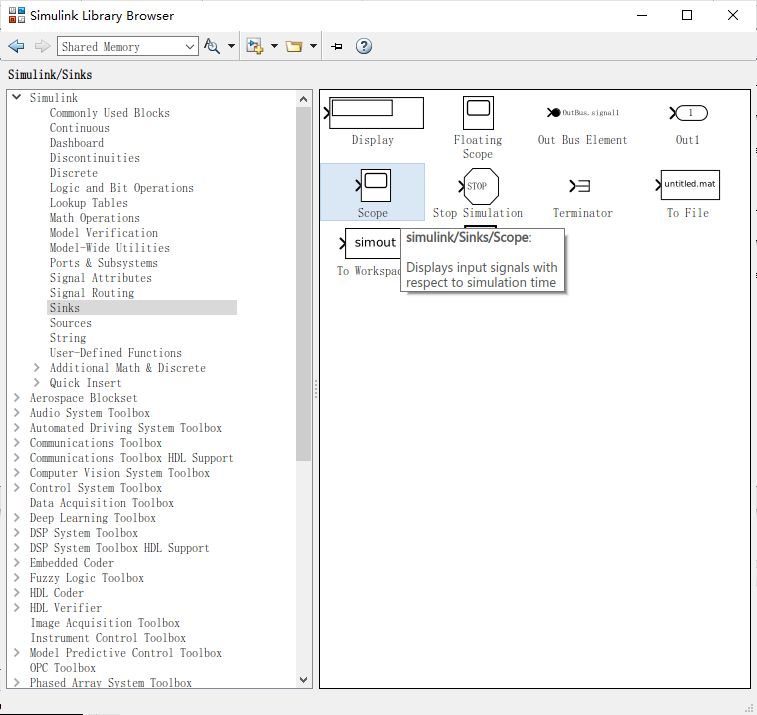 Simulink Library Browser
Shared Memory
Simulink/Sinks
Simulink
Commonly Used Blocks
Continuous
Dashboard
Discontinuities
Discrete
Logic and Bit Operations
Lookup Tables
Math Operations
Model Verification
Model-Wide Utilities
Ports & Subsystems
Signal Attributes
Signal Routing
Sinks
Sources
String
User-Defined Functions
Additional Math & Discrete
Quick Insert
Aerospace Blockset
Audio System Toolbox
Automated Driving System Toolbox
Communications Toolbox
Communications Toolbox HDL Support
Computer Vision System Toolbox
Control System Toolbox
Data Acquisition Toolbox
Deep Learning Toolbox
DSP System Toolbox
DSP System Toolbox HDL Support
Embedded Coder
Fuzzy Logic Toolbox
HDL Coder
HDL Verifier
Image Acquisition Toolbox
Instrument Control Toolbox
Model Predictive Control Toolbox
OPC Toolbox
Phased Array System Toolbox
Display
Floating
Scope
OutBus.signal1
Out Bus Element
1
Out1
Scope
STOP
Stop Simulation
Terminator
untitled.mat
To File
simout
To Workspac
simulink/Sinks/Scope:
Displays input signals with
respect to simulation time